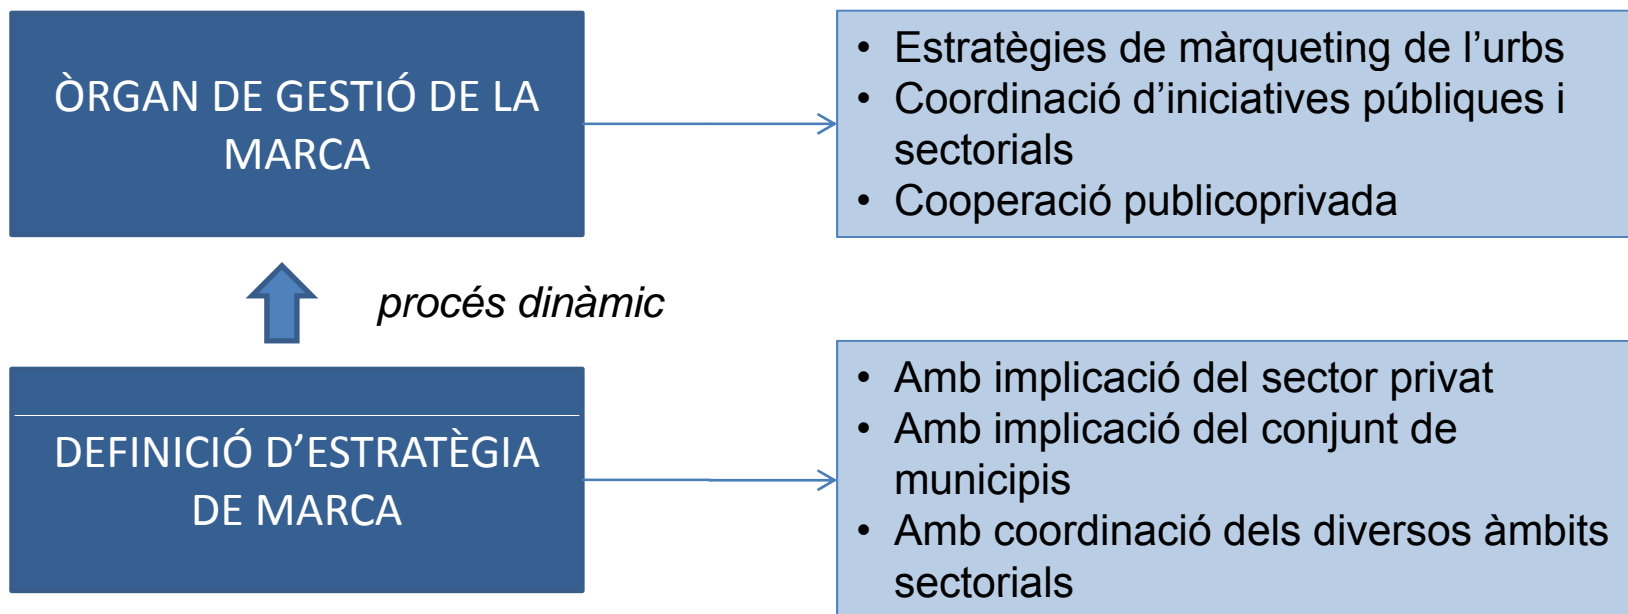 ÒRGAN DE GESTIÓ DE LA
MARCA
• Estratègies de màrqueting de l’urbs
• Coordinació d’iniciatives públiques i
sectorials
• Cooperació publicoprivada
procés dinàmic
DEFINICIÓ D’ESTRATÈGIA
DE MARCA
• Amb implicació del sector privat
• Amb implicació del conjunt de
municipis
• Amb coordinació dels diversos àmbits
sectorials